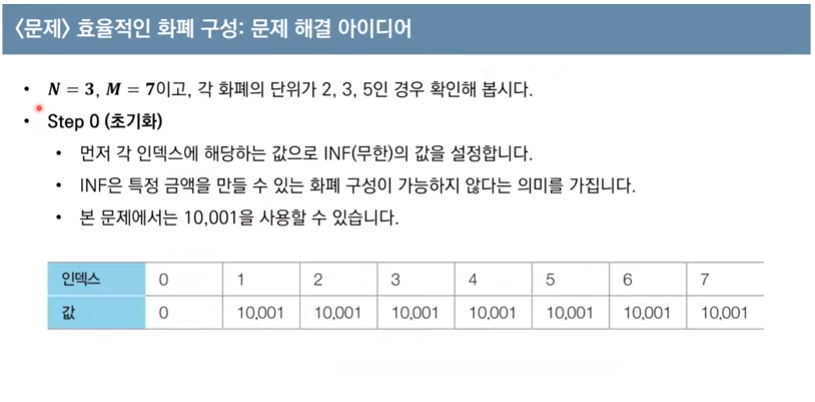 <문제> 효율적인 화폐 구성: 문제 해결 아이디어
• N = 3, M = 7이고, 각 화폐의 단위가 2, 3, 5인 경우 확인해 봅시다.
• Step 0 (초기화)
• 먼저 각 인덱스에 해당하는 값으로 INF(무한)의 값을 설정합니다.
• INF은 특정 금액을 만들 수 있는 화폐 구성이 가능하지 않다는 의미를 가집니다.
• 본 문제에서는 10,001을 사용할 수 있습니다.
인덱스 0 1 2 3 4 5 6 7
값 0 10,001 10,001 10,001 10,001 10,001 10,001 10,001